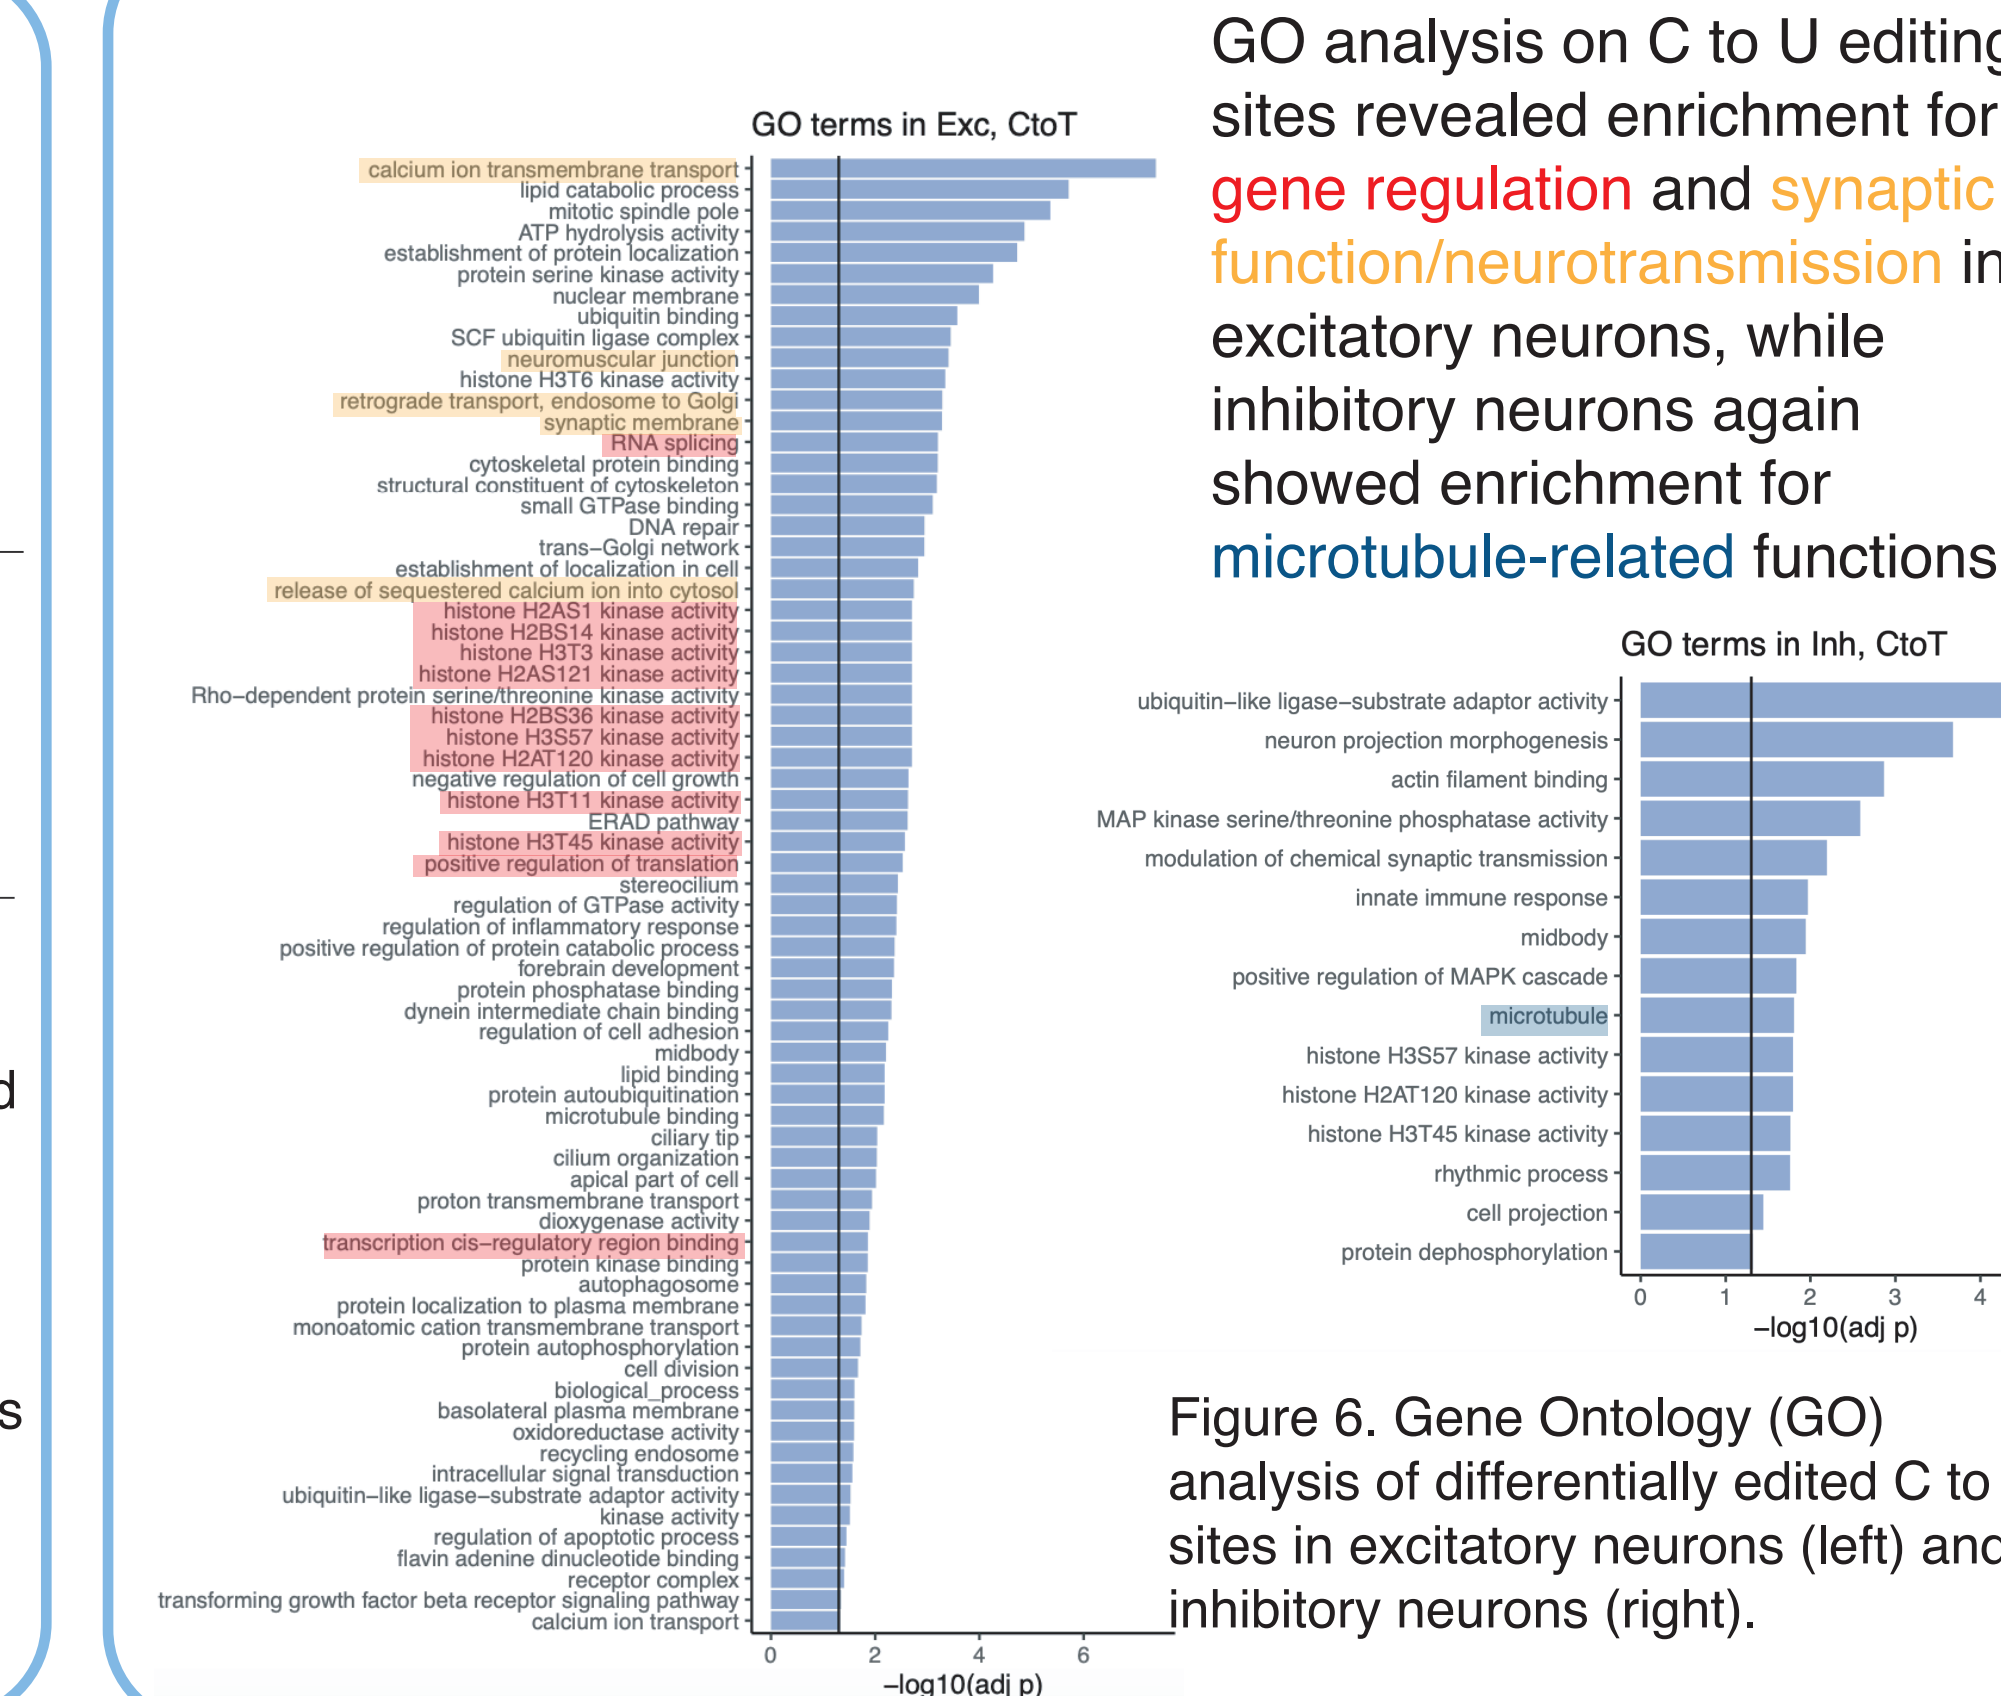 GO analysis on C to U editing
sites revealed enrichment for
gene regulation and synaptic
function/neurotransmission in
excitatory neurons, while
inhibitory neurons again
showed enrichment for
microtubule-related functions
GO terms in Exc, CtoT
calcium ion transmembrane transport
lipid catabolic process
mitotic spindle pole
ATP hydrolysis activity
establishment of protein localization
protein serine kinase activity
nuclear membrane
ubiquitin binding
SCF ubiquitin ligase complex
neuromuscular junction
histone H3T6 kinase activity
retrograde transport, endosome to Golgi
synaptic membrane
RNA splicing
cytoskeletal protein binding
structural constituent of cytoskeleton
small GTPase binding
DNA repair
trans−Golgi network
establishment of localization in cell
release of sequestered calcium ion into cytosol
histone H2AS1 kinase activity
histone H2BS14 kinase activity
histone H3T3 kinase activity
histone H2AS121 kinase activity
Rho−dependent protein serine/threonine kinase activity
histone H2BS36 kinase activity
histone H3S57 kinase activity
histone H2AT120 kinase activity
negative regulation of cell growth
histone H3T11 kinase activity
ERAD pathway
histone H3T45 kinase activity
positive regulation of translation
stereocilium
regulation of GTPase activity
regulation of inflammatory response
positive regulation of protein catabolic process
forebrain development
protein phosphatase binding
dynein intermediate chain binding
regulation of cell adhesion
midbody
lipid binding
protein autoubiquitination
microtubule binding
ciliary tip
cilium organization
apical part of cell
proton transmembrane transport
dioxygenase activity
transcription cis−regulatory region binding
protein kinase binding
autophagosome
protein localization to plasma membrane
monoatomic cation transmembrane transport
protein autophosphorylation
cell division
biological_process
basolateral plasma membrane
oxidoreductase activity
recycling endosome
intracellular signal transduction
ubiquitin−like ligase−substrate adaptor activity
kinase activity
regulation of apoptotic process
flavin adenine dinucleotide binding
receptor complex
transforming growth factor beta receptor signaling pathway
calcium ion transport
0 2 4 6
−log10(adj p)
GO terms in Inh, CtoT
ubiquitin−like ligase−substrate adaptor activity
neuron projection morphogenesis
actin filament binding
MAP kinase serine/threonine phosphatase activity
modulation of chemical synaptic transmission
innate immune response
midbody
positive regulation of MAPK cascade
microtubule
histone H3S57 kinase activity
histone H2AT120 kinase activity
histone H3T45 kinase activity
rhythmic process
cell projection
protein dephosphorylation
0 1 2 3 4
−log10(adj p)
Figure 6. Gene Ontology (GO)
analysis of differentially edited C to
sites in excitatory neurons (left) and
inhibitory neurons (right).